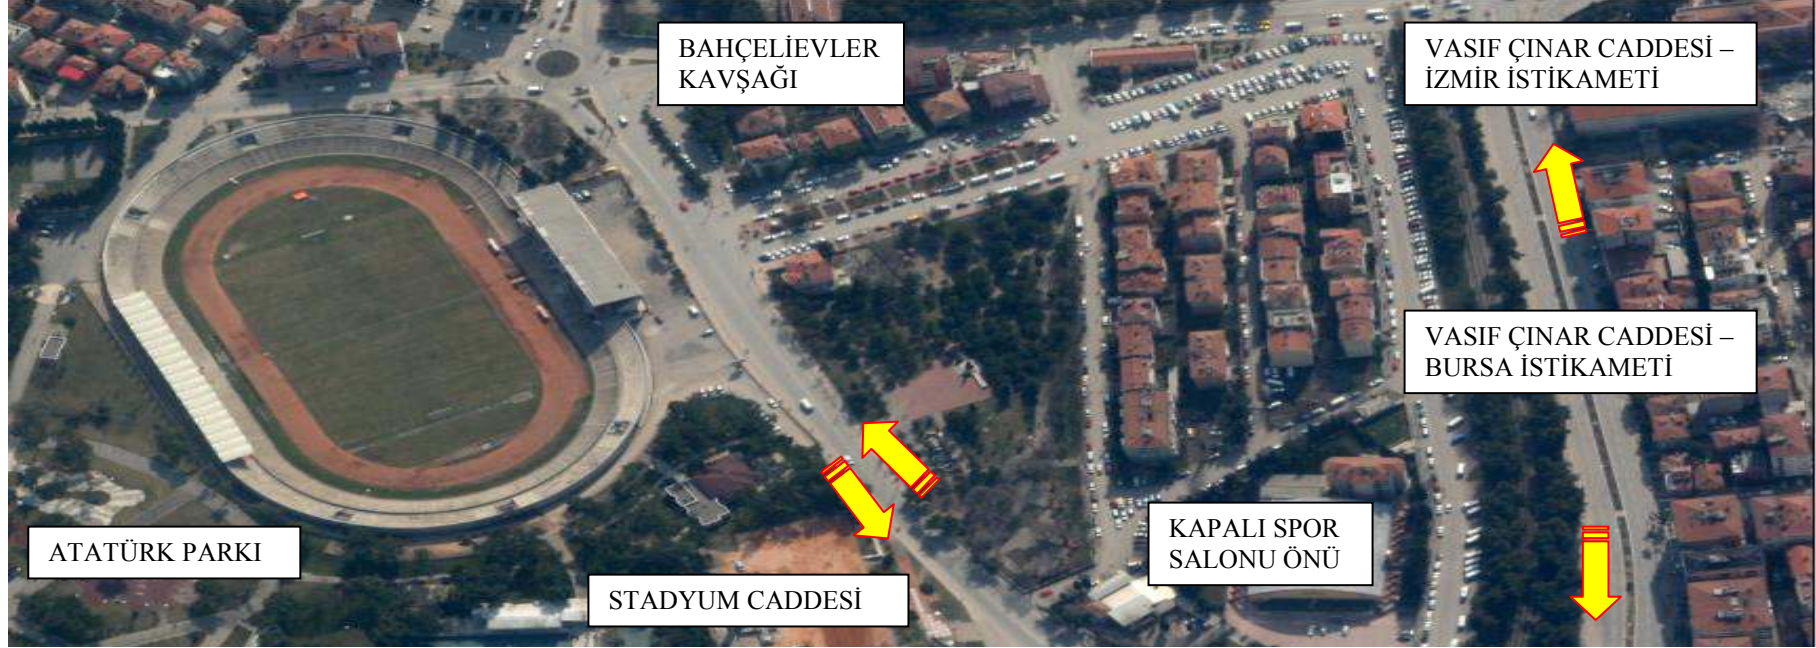 BAHÇELİEVLER
KAVŞAĞI
VASIF ÇINAR CADDESİ –
İZMİR İSTİKAMETİ
VASIF ÇINAR CADDESİ –
BURSA İSTİKAMETİ
ATATÜRK PARKI
STADYUM CADDESİ
KAPALI SPOR
SALONU ÖNÜ